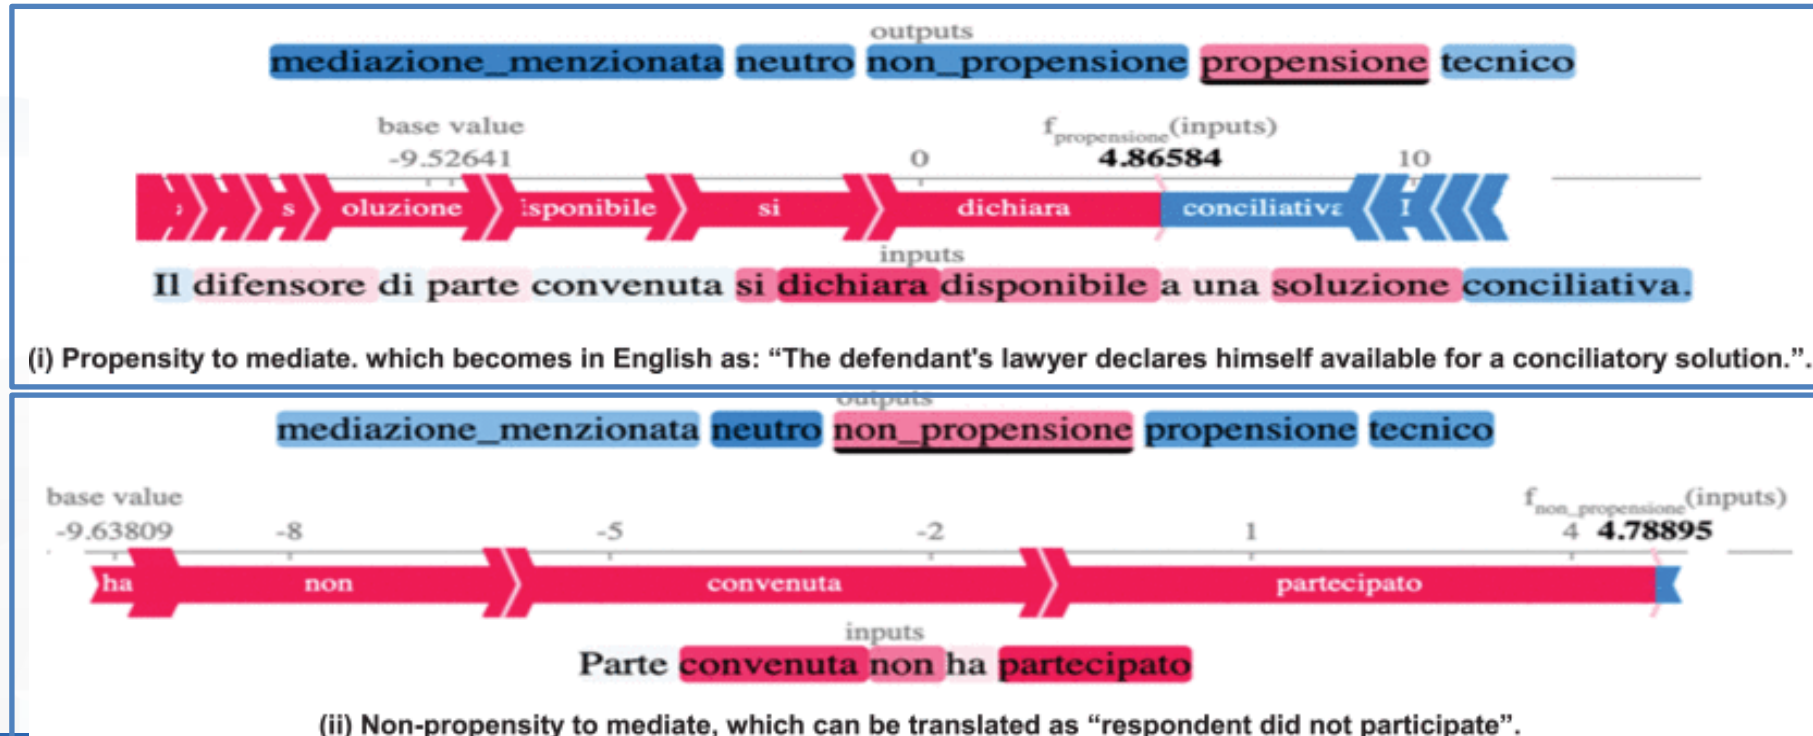 outputs
mediazione_menzionata neutro non_propensione propensione tecnico
base value f propensione (inputs)
-9.52641 0 4.86584 10
s oluzione isponibile si dichiara conciliativa I
inputs
Il difensore di parte convenuta si dichiara disponibile a una soluzione conciliativa.
(i) Propensity to mediate. which becomes in English as: “The defendant's lawyer declares himself available for a conciliatory solution.”.
outputs
mediazione_menzionata neutro non_propensione propensione tecnico
base value f non_propensione (inputs)
-9.63809 -8 -5 -2 1 4 4.78895
ha non convenuta partecipato
inputs
Parte convenuta non ha partecipato
(ii) Non-propensity to mediate, which can be translated as “respondent did not participate”.